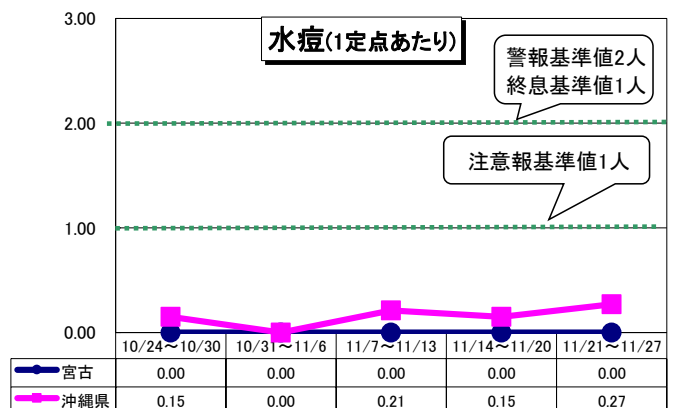 水痘(1定点あたり)
3.00
警報基準値2人
終息基準値1人
2.00
注意報基準値1人
1.00
0.00
10/24～10/30 10/31～11/6 11/7～11/13 11/14～11/20 11/21～11/27
宮古 0.00 0.00 0.00 0.00 0.00
沖縄県 0.15 0.00 0.21 0.15 0.27